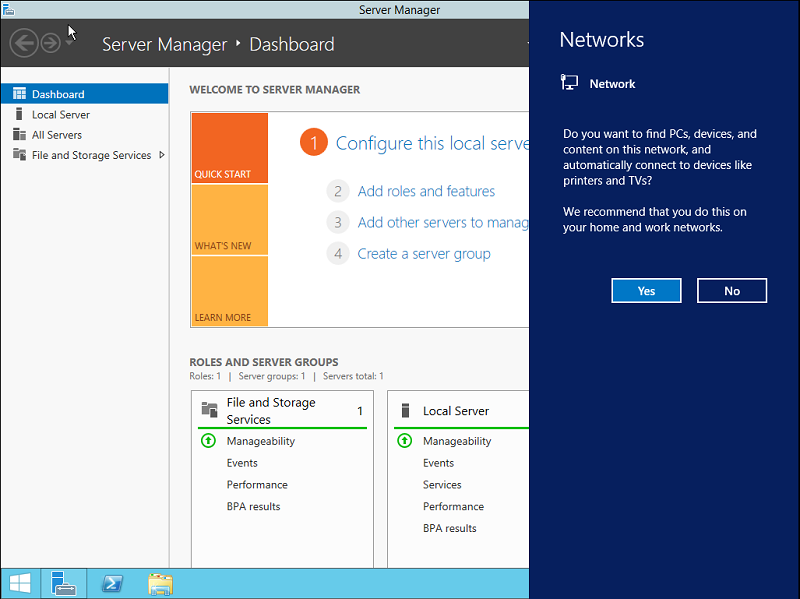 Server Manager
Server Manager • Dashboard
Dashboard
Local Server
All Servers
File and Storage Services
WELCOME TO SERVER MANAGER
QUICK START
WHAT'S NEW
LEARN MORE
1 Configure this local serve
2 Add roles and features
3 Add other servers to manag
4 Create a server group
ROLES AND SERVER GROUPS
Roles: 1 | Server groups: 1 | Servers total: 1
File and Storage
Services
1
Manageability
Events
Performance
BPA results
Local Server
Manageability
Events
Services
Performance
BPA results
Networks
Network
Do you want to find PCs, devices, and
content on this network, and
automatically connect to devices like
printers and TVs?
We recommend that you do this on
your home and work networks.
Yes
No